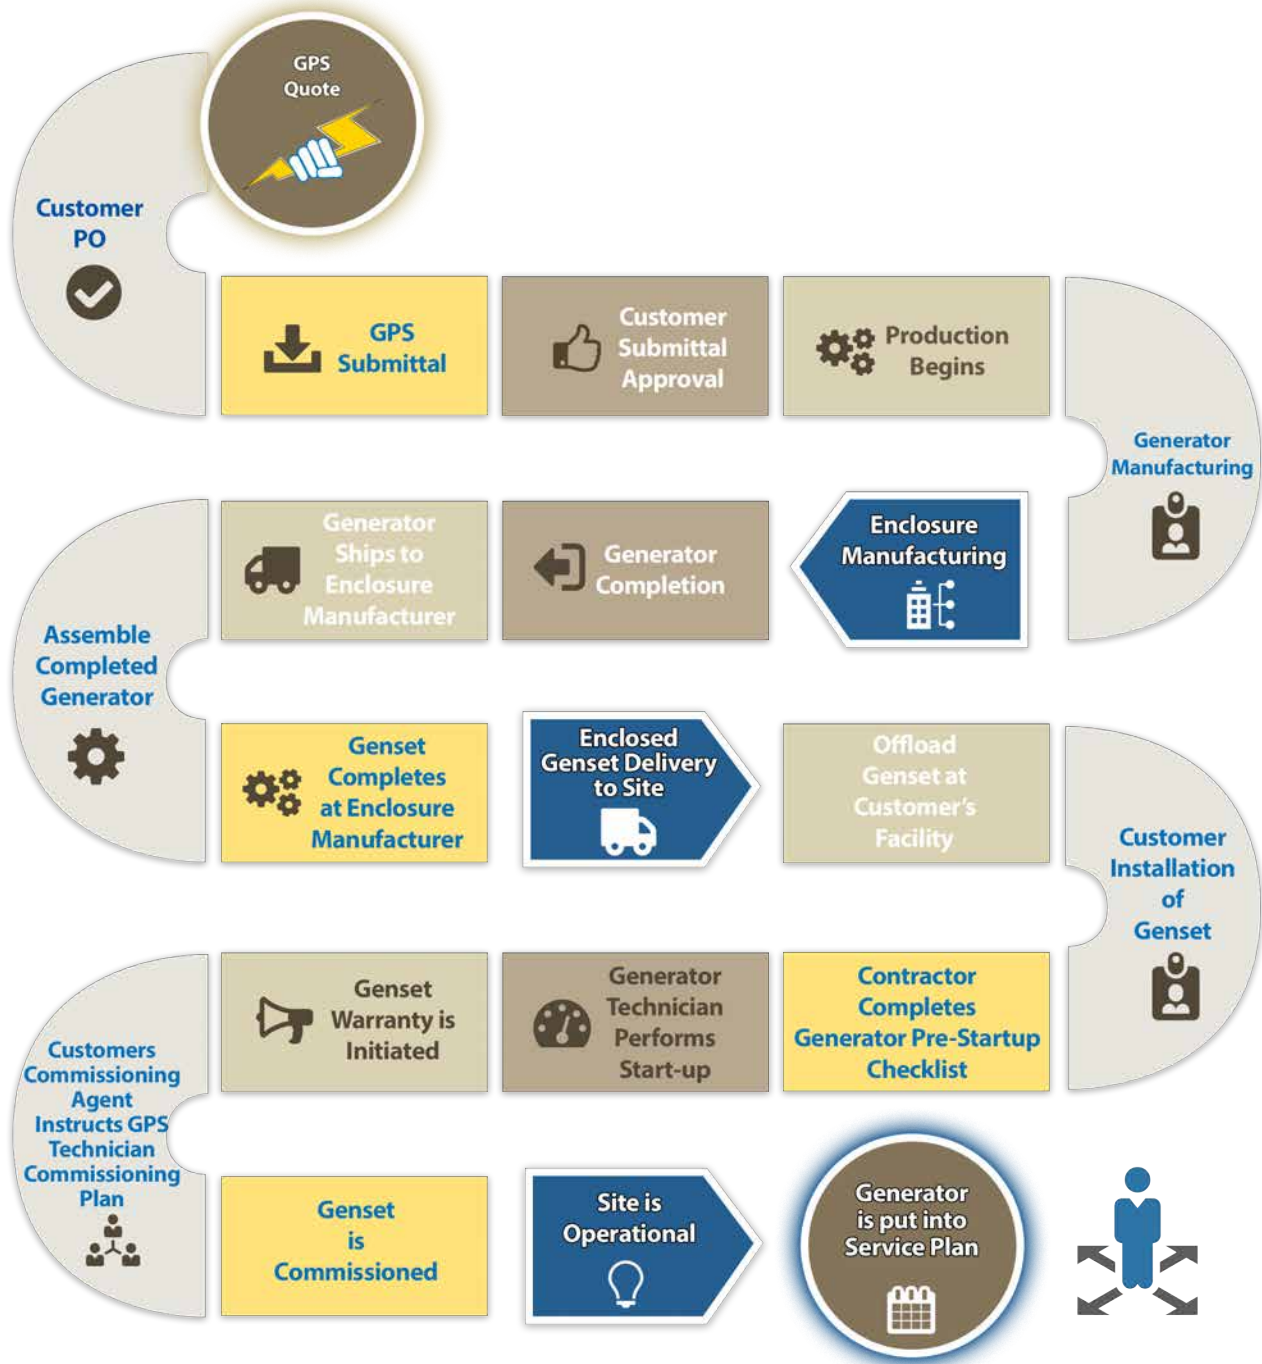 GPS
Quote
Customer
PO
GPS
Submittal
Customer
Submittal
Approval
Production
Begins
Generator
Manufacturing
Enclosure
Manufacturing
Generator
Completion
Generator
Ships to
Enclosure
Manufacturer
Assemble
Completed
Generator
Genset
Completes
at Enclosure
Manufacturer
Enclosed
Genset Delivery
to Site
Offload
Genset at
Customer's
Facility
Customer
Installation
of
Genset
Contractor
Completes
Generator Pre-Startup
Checklist
Generator
Technician
Performs
Start-up
Genset
Warranty is
Initiated
Customers
Commissioning
Agent
Instructs GPS
Technician
Commissioning
Plan
Genset
is
Commissioned
Site is
Operational
Generator
is put into
Service Plan